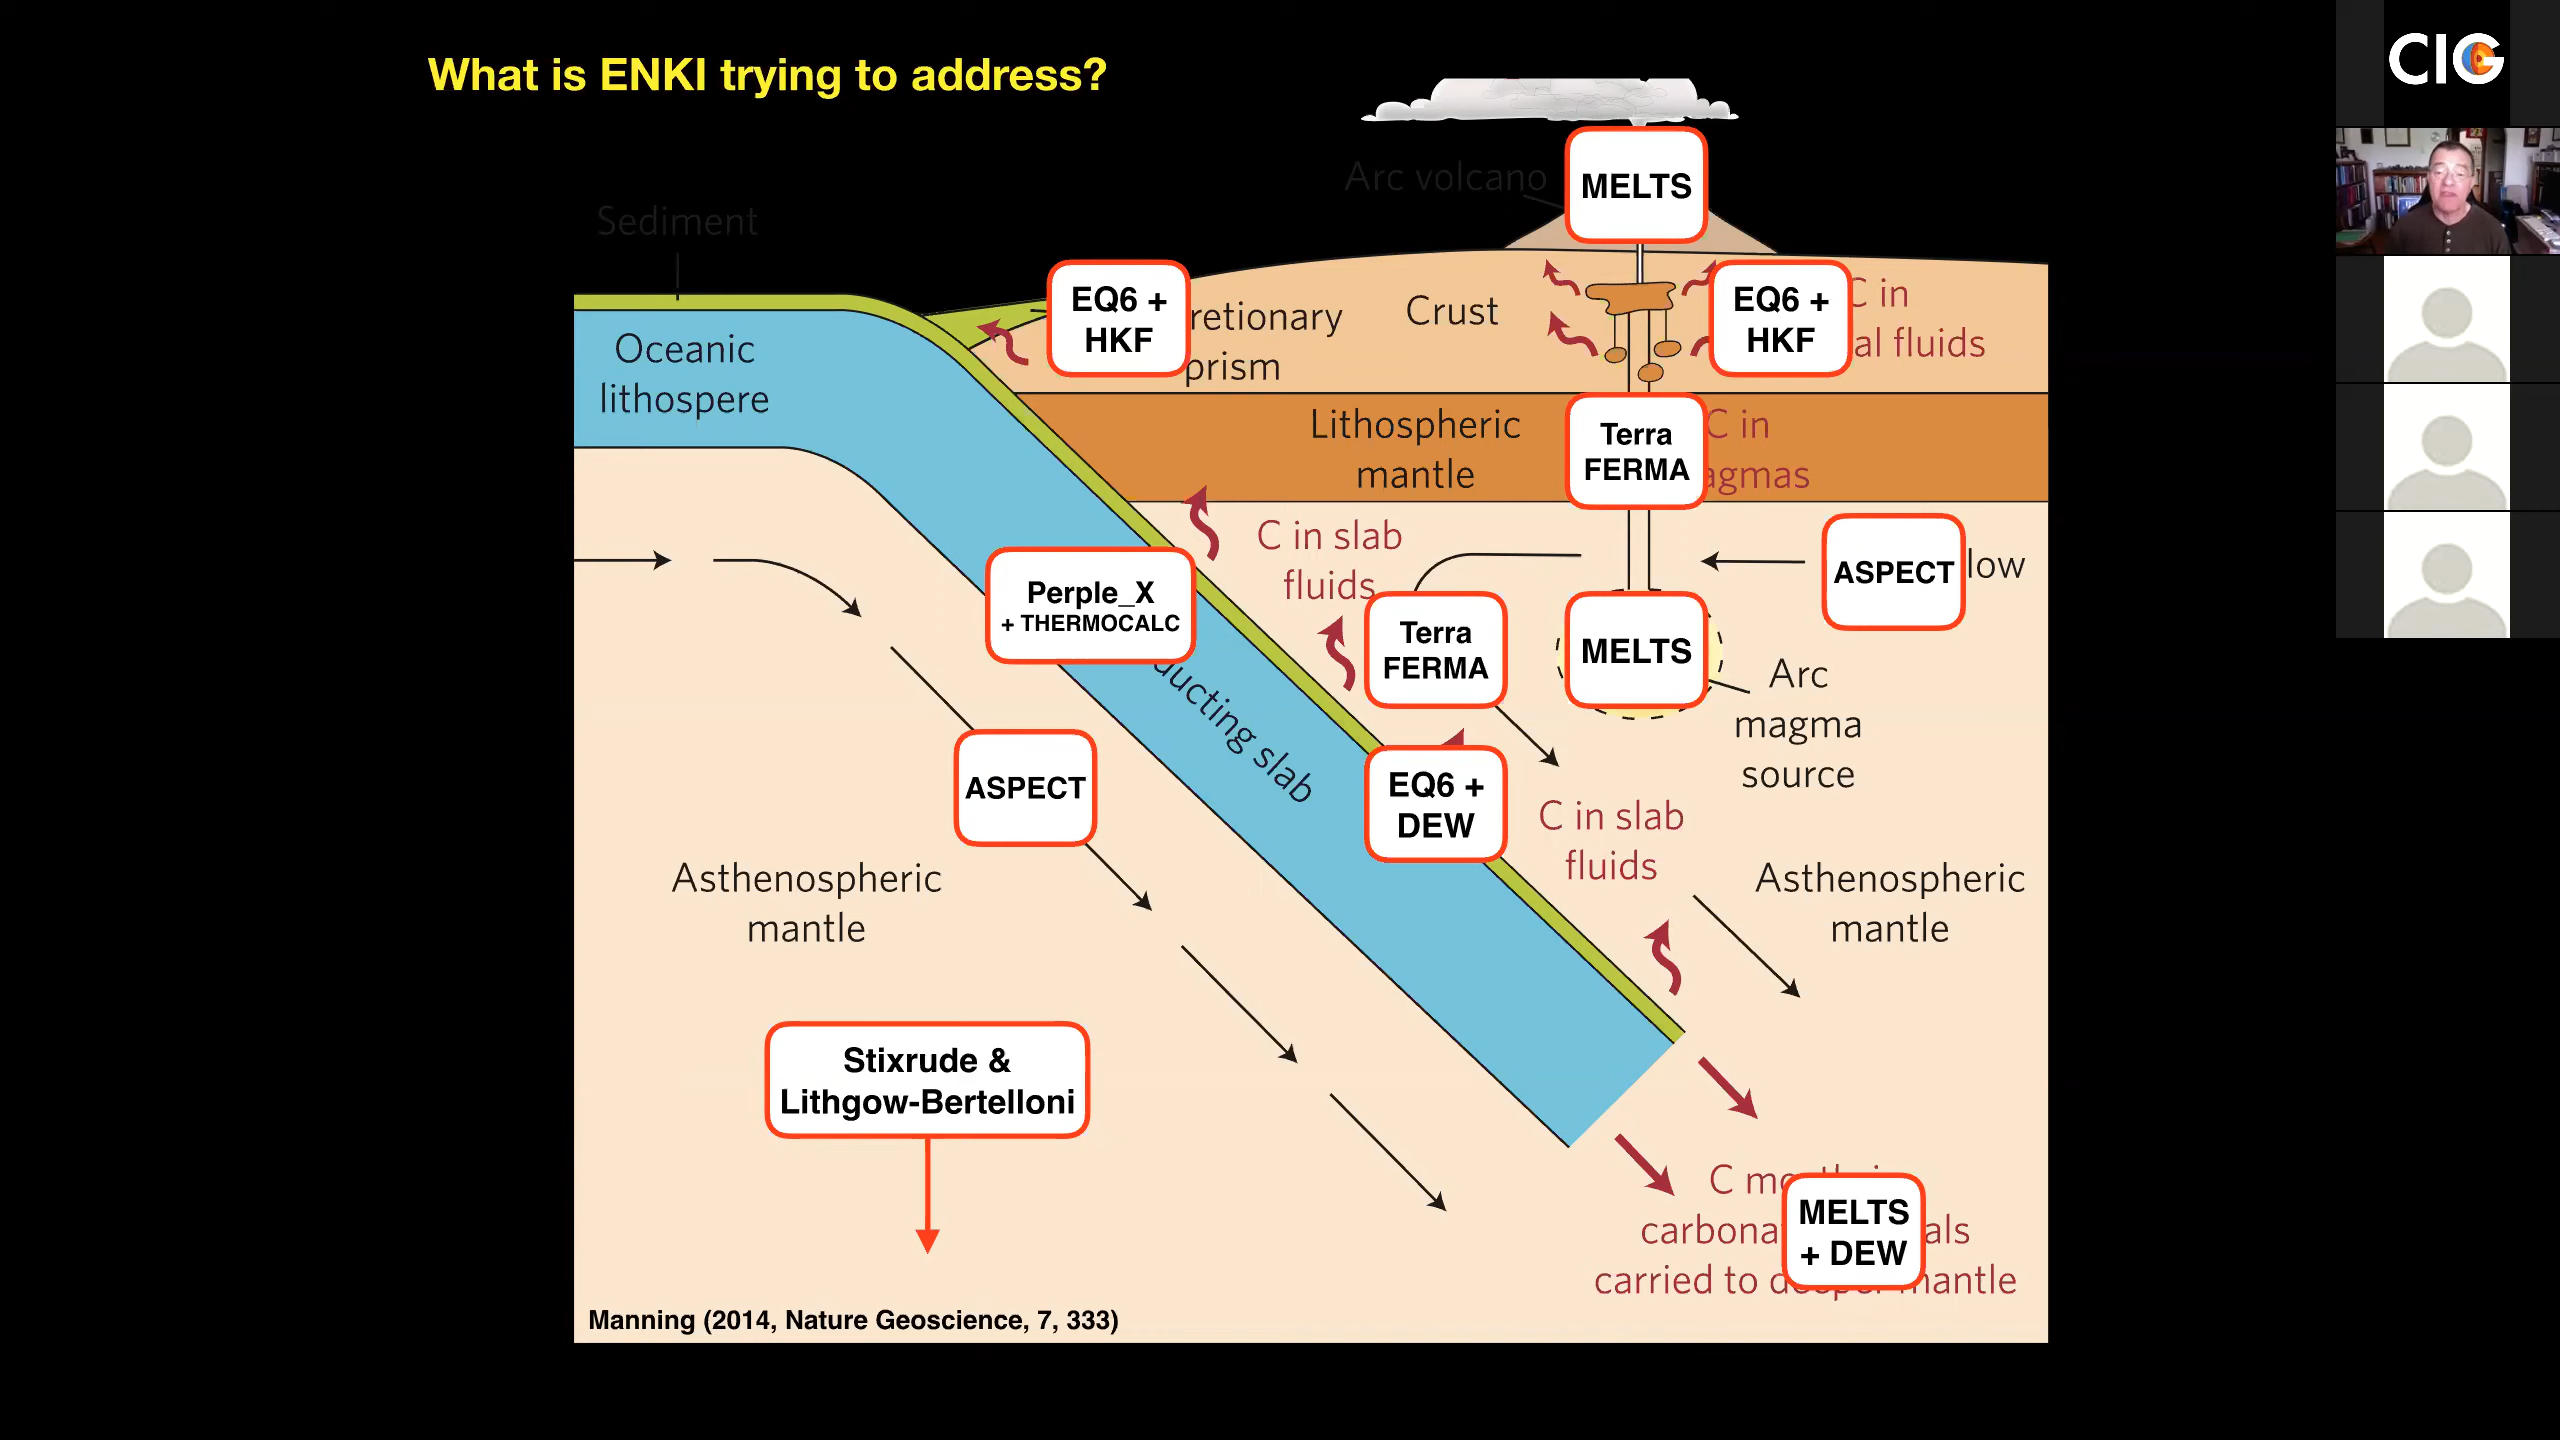 What is ENKI trying to address?
CIG
Arc volcano
MELTS
Sediment
EQ6 +
HKF
retionary
prism
Crust
EQ6 +
HKF
C in
al fluids
Oceanic
lithospere
Lithospheric
mantle
Terra
FERMA
C in
agmas
C in slab
fluids
ASPECT
low
Perple_X
+ THERMOCALC
Terra
FERMA
MELTS
Arc
magma
source
ducting slab
ASPECT
EQ6 +
DEW
C in slab
fluids
Asthenospheric
mantle
Asthenospheric
mantle
Stixrude &
Lithgow-Bertelloni
C
carbona
als
carried to
mantle
MELTS
+ DEW
Manning (2014, Nature Geoscience, 7, 333)